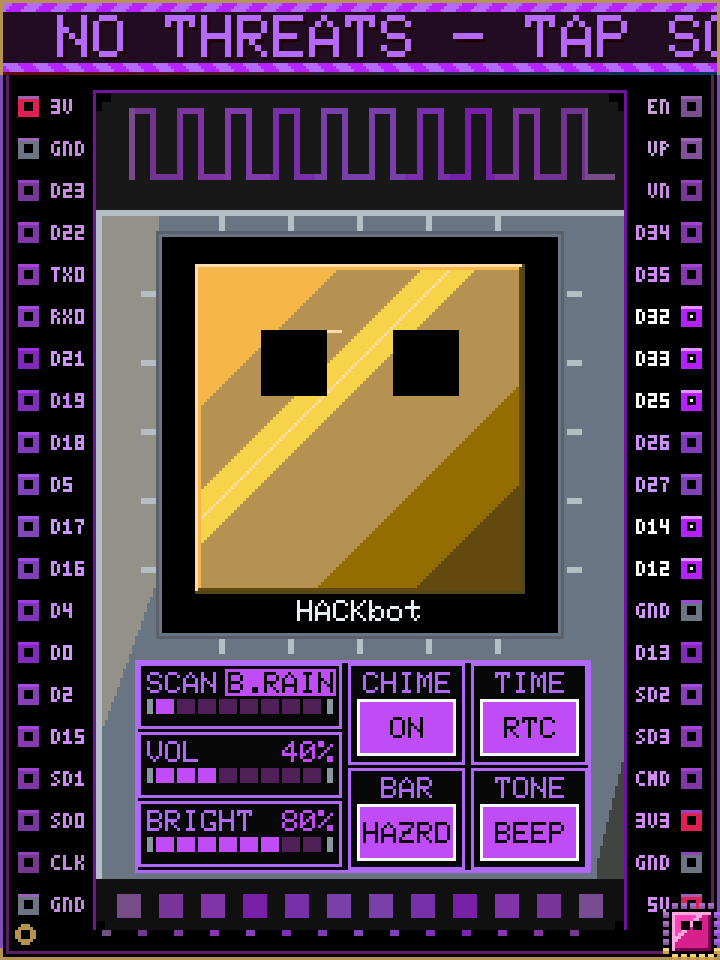 NO THREATS - TAP
3V
GND
D23
D22
TX0
RX0
D21
D19
D18
D5
D17
D16
D4
D0
D2
D15
SD1
SD0
CLK
GND
EN
VP
VN
D34
D35
D32
D33
D25
D26
D27
D14
D12
GND
D13
SD2
SD3
CMD
3V3
GND
5V
HACKbot
SCAN B.RAIN
VOL 40%
BRIGHT 80%
CHIME
ON
TIME
RTC
BAR
HAZRD
TONE
BEEP